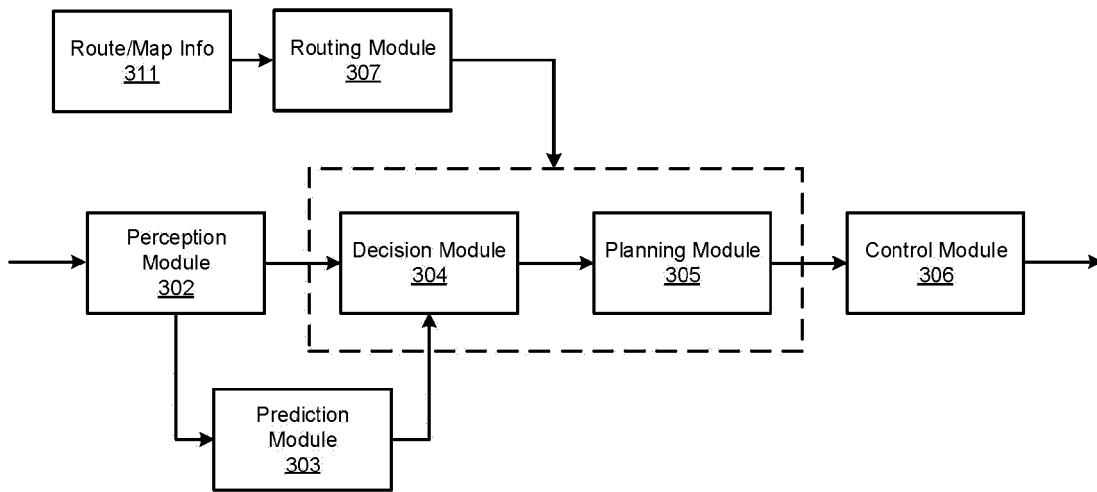 Route/Map Info
311
Routing Module
307
Perception
Module
302
Decision Module
304
Planning Module
305
Control Module
306
Prediction
Module
303